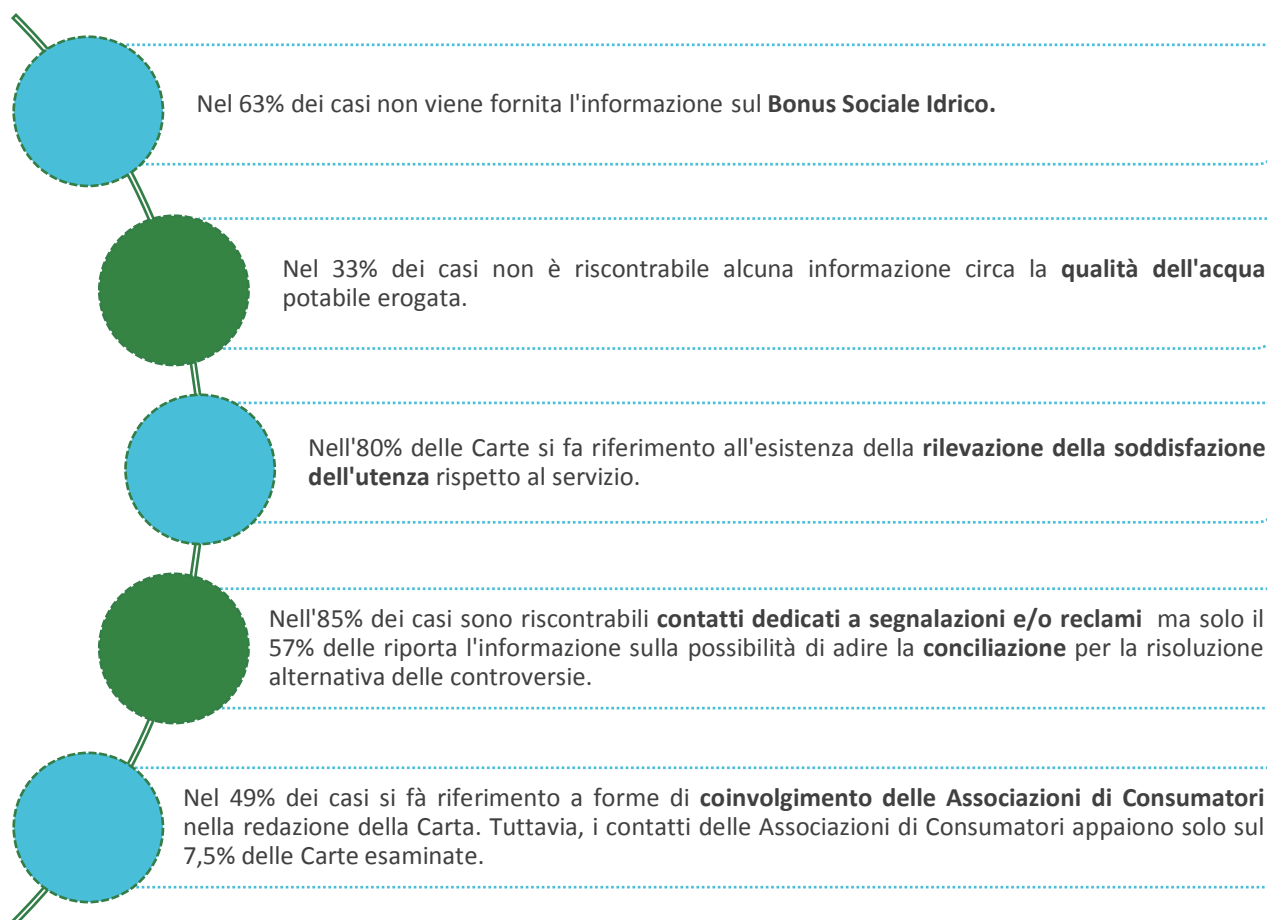 Nel 63% dei casi non viene fornita l'informazione sul Bonus Sociale Idrico.
Nel 33% dei casi non è riscontrabile alcuna informazione circa la qualità dell'acqua
potabile erogata.
Nell'80% delle Carte si fa riferimento all'esistenza della rilevazione della soddisfazione
dell'utenza rispetto al servizio.
Nell'85% dei casi sono riscontrabili contatti dedicati a segnalazioni e/o reclami ma solo il
57% delle riporta l'informazione sulla possibilità di adire la conciliazione per la risoluzione
alternativa delle controversie.
Nel 49% dei casi si fà riferimento a forme di coinvolgimento delle Associazioni di Consumatori
nella redazione della Carta. Tuttavia, i contatti delle Associazioni di Consumatori appaiono solo sul
7,5% delle Carte esaminate.